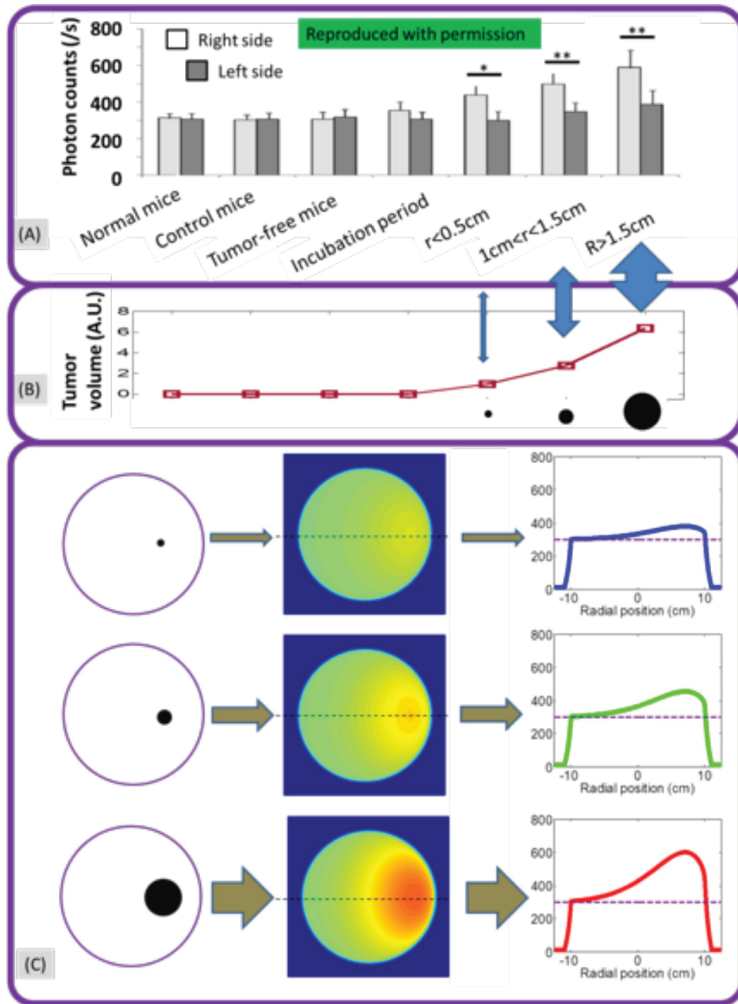 Photon counts (/s)
800
600
400
200
0
Right side
Left side
Reproduced with permission
*
**
**
Normal mice
Control mice
Tumor-free mice
Incubation period
r<0.5cm
1cm<r<1.5cm
R>1.5cm
(A)
Tumor
volume (A.U.)
8
6
4
2
0
(B)
800
600
400
200
0
-10 0 10
Radial position (cm)
800
600
400
200
0
-10 0 10
Radial position (cm)
800
600
400
200
0
-10 0 10
Radial position (cm)
(C)